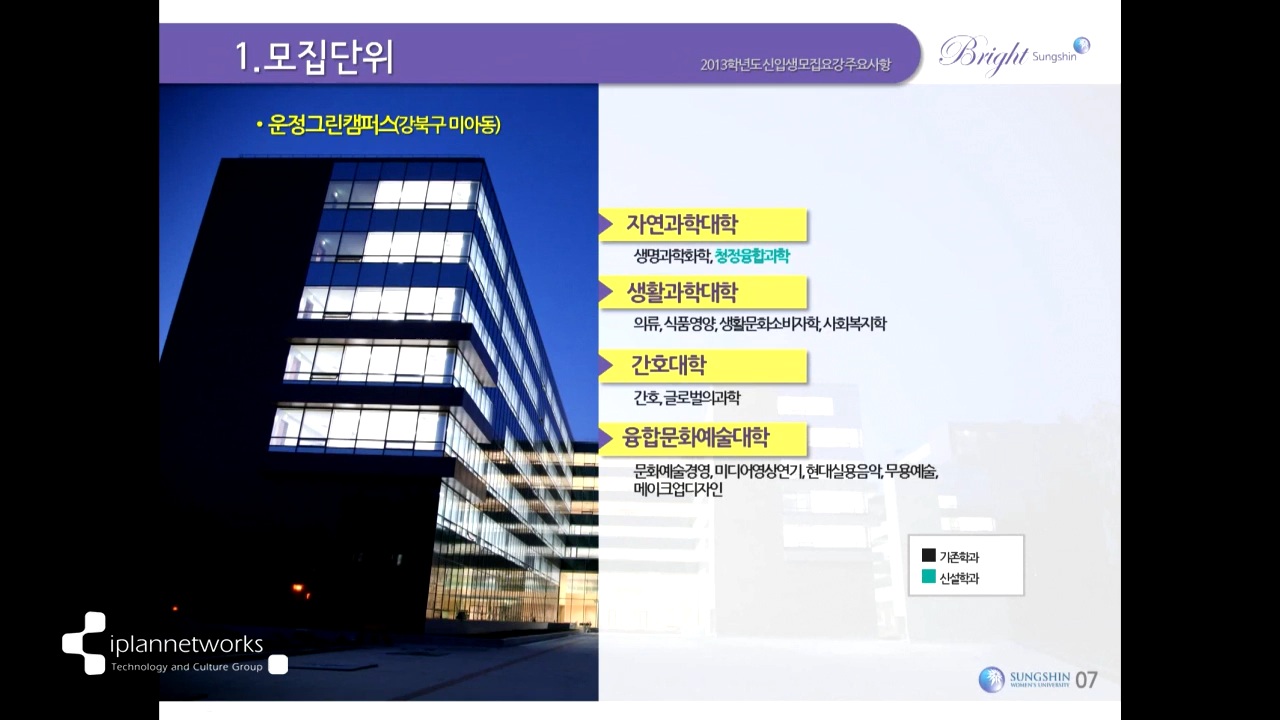 1.모집단위
2013학년도 신입생모집요강 주요사항
Bright Sungshin
• 운정그린캠퍼스(강북구 미아동)
자연과학대학
생명과학화학, 청정융합과학
생활과학대학
의류, 식품영양, 생활문화소비자학, 사회복지학
간호대학
간호, 글로벌의과학
융합문화예술대학
문화예술경영, 미디어영상연기, 현대실용음악, 무용예술,
메이크업디자인
기존학과
신설학과
iplannetworks
Technology and Culture Group
SUNGSHIN
WOMEN'S UNIVERSITY
07